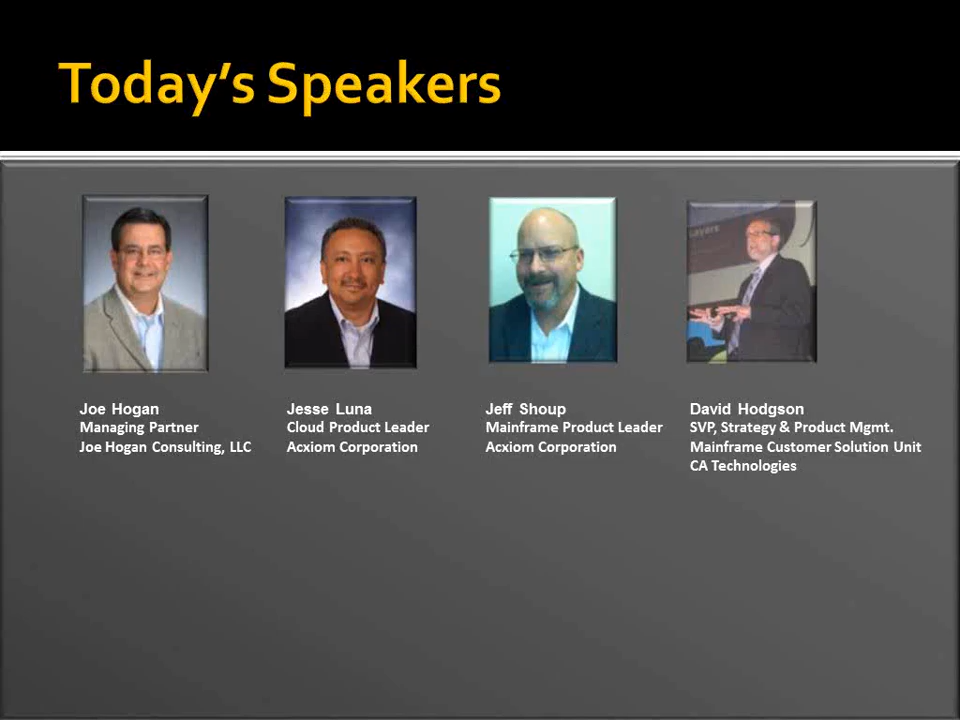 Today's Speakers
Joe Hogan
Managing Partner
Joe Hogan Consulting, LLC
Jesse Luna
Cloud Product Leader
Acxiom Corporation
Jeff Shoup
Mainframe Product Leader
Acxiom Corporation
David Hodgson
SVP, Strategy & Product Mgmt.
Mainframe Customer Solution Unit
CA Technologies